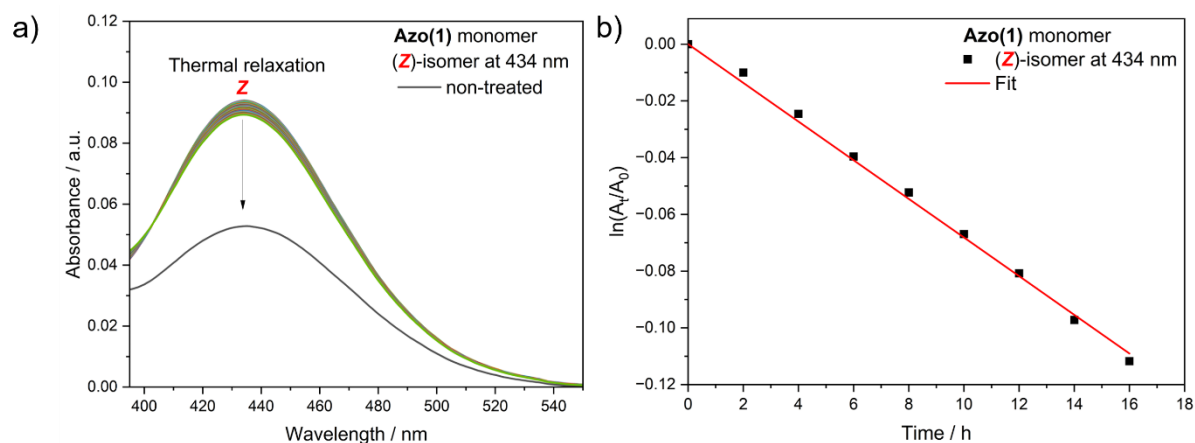 a)
Azo(1) monomer
(Z)-isomer at 434 nm
non-treated
Thermal relaxation
Z
0.12
0.10
0.08
0.06
0.04
0.02
0.00
Absorbance / a.u.
400 420 440 460 480 500 520 540
Wavelength / nm
b)
Azo(1) monomer
(Z)-isomer at 434 nm
Fit
0.00
−0.02
−0.04
−0.06
−0.08
−0.10
−0.12
ln(At/A0)
0 2 4 6 8 10 12 14 16 18
Time / h